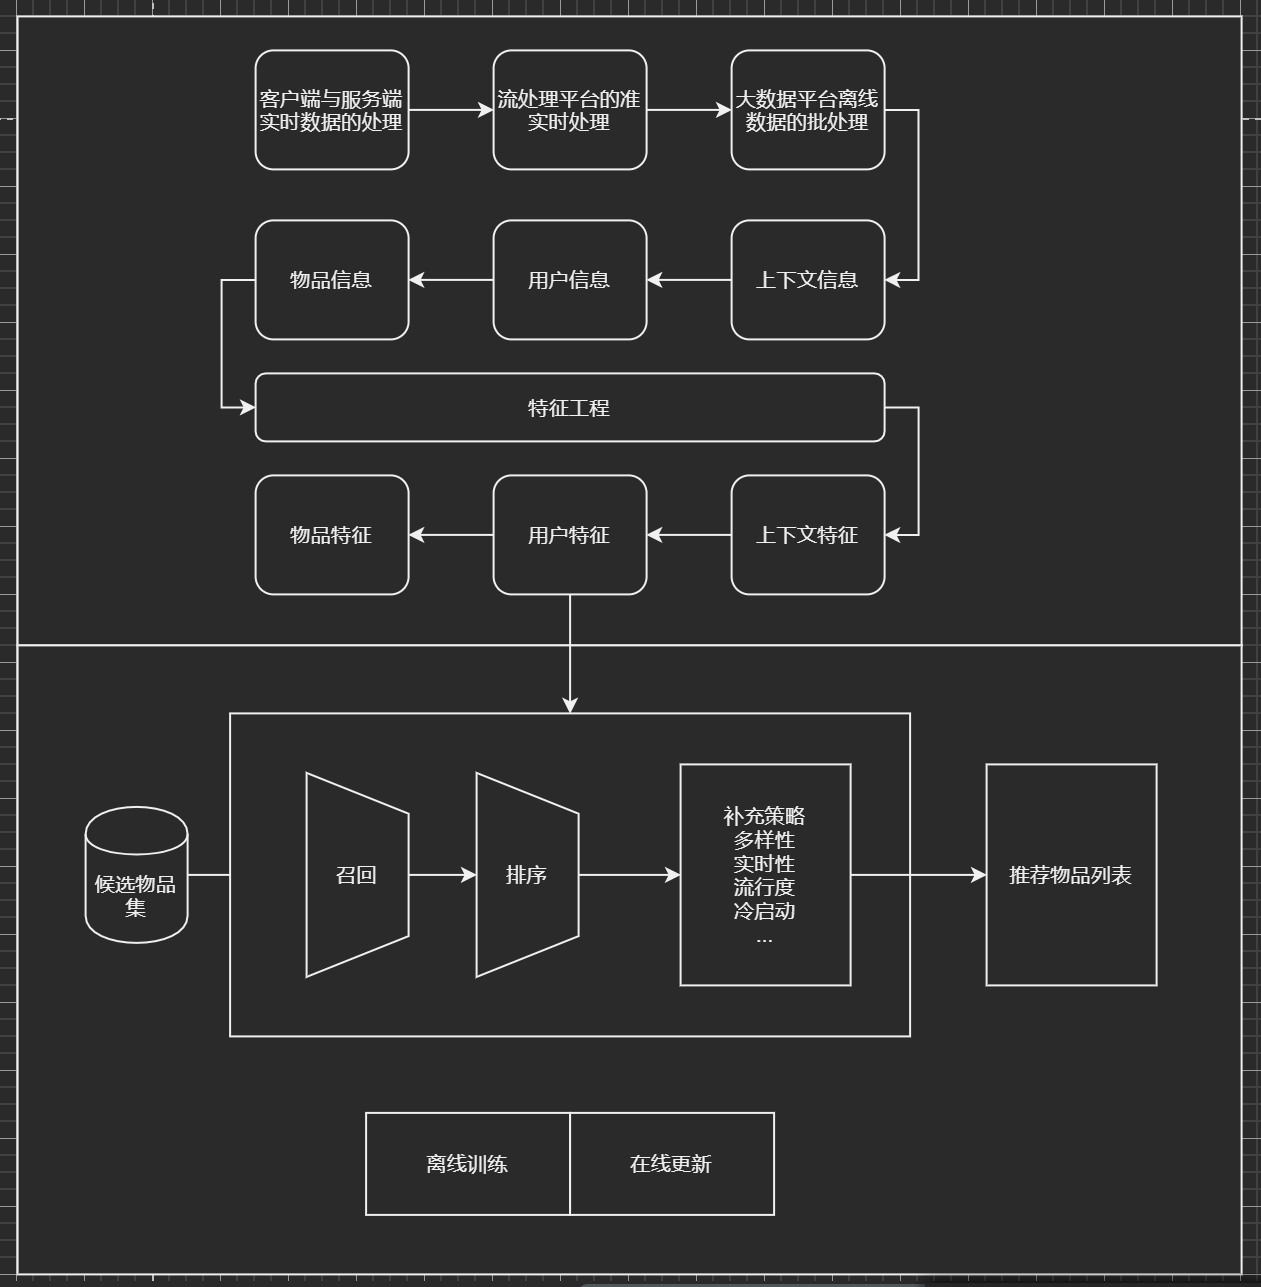 客户端与服务端
实时数据的处理
流处理平台的准
实时处理
大数据平台离线
数据的批处理
物品信息
用户信息
上下文信息
特征工程
物品特征
用户特征
上下文特征
候选物品
集
召回
排序
补充策略
多样性
实时性
流行度
冷启动
...
推荐物品列表
离线训练
在线更新